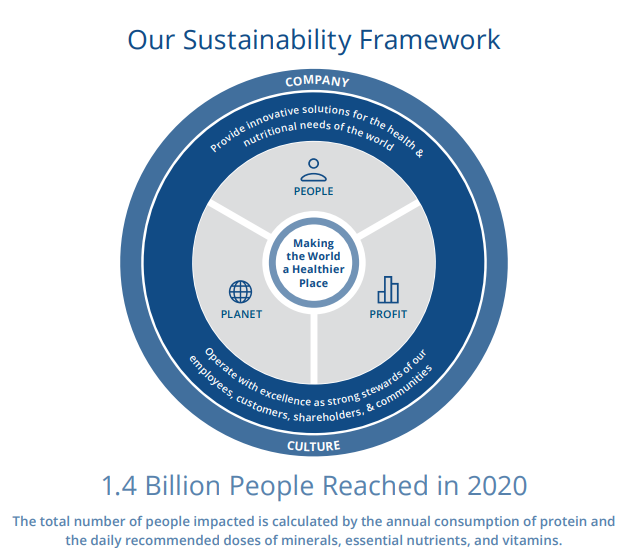 Our Sustainability Framework
COMPANY
Provide innovative solutions for the health &
nutritional needs of the world
PEOPLE
Making
the World
a Healthier
Place
PLANET
PROFIT
Operate with excellence as strong stewards of our
employees, customers, shareholders, & communities
CULTURE
1.4 Billion People Reached in 2020
The total number of people impacted is calculated by the annual consumption of protein and
the daily recommended doses of minerals, essential nutrients, and vitamins.